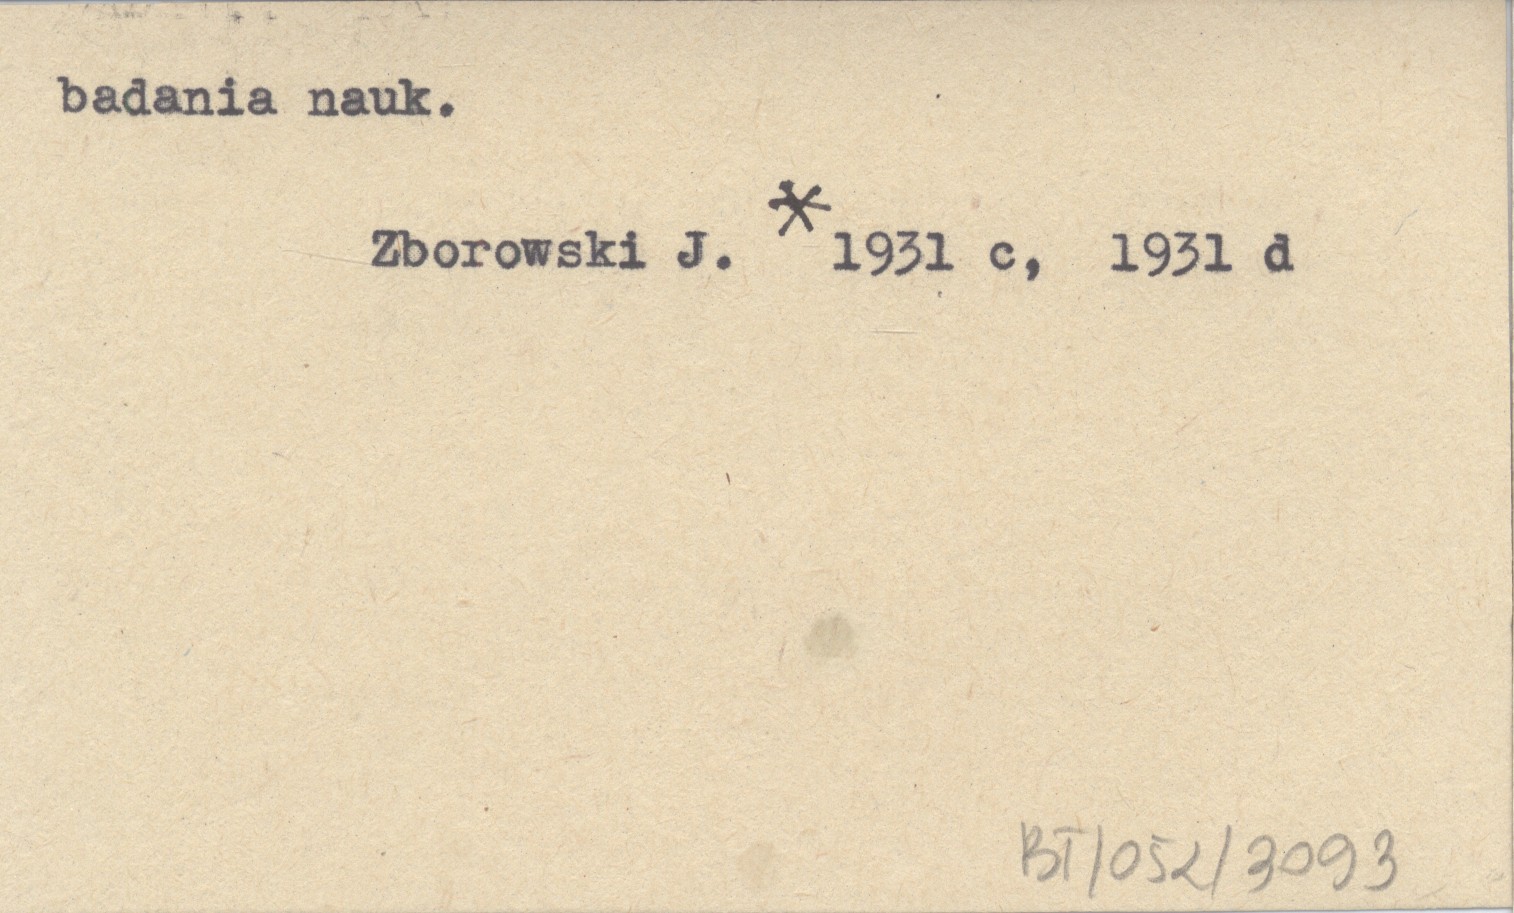 badania nauk.
Zborowski J. * 1931 c, 1931 d
BT/052/3093